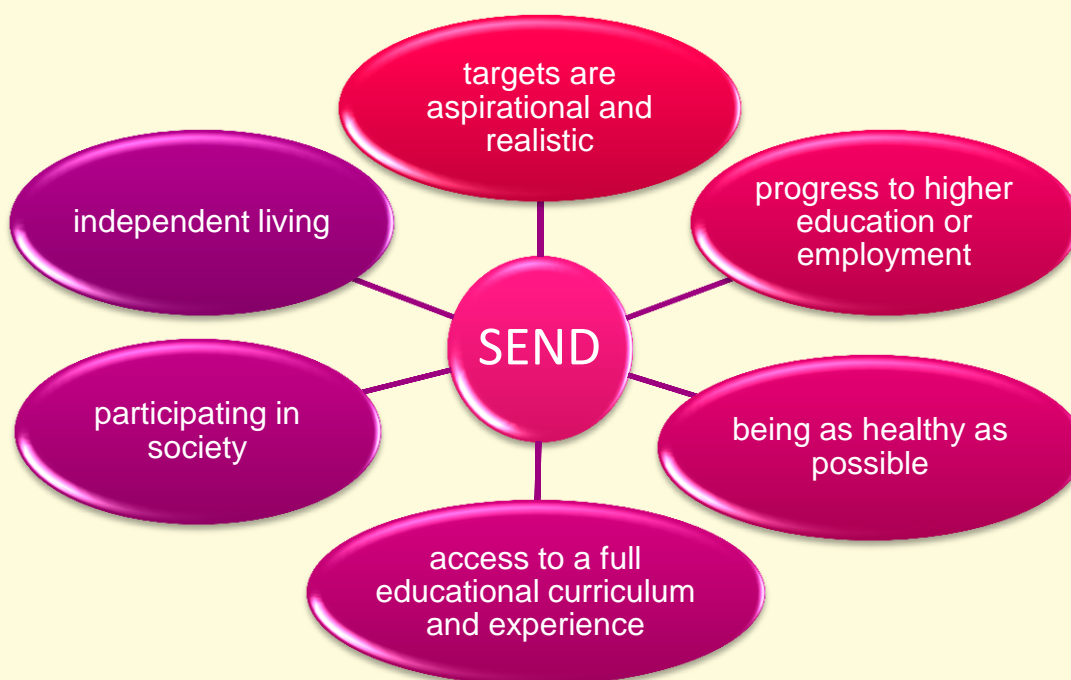 targets are
aspirational and
realistic
progress to higher
education or
employment
independent living
SEND
participating in
society
being as healthy as
possible
access to a full
educational curriculum
and experience